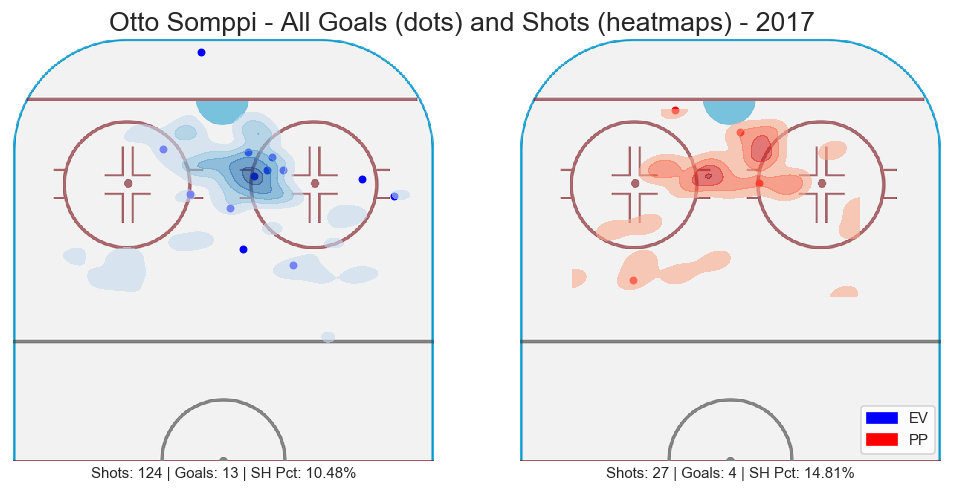 Otto Somppi - All Goals (dots) and Shots (heatmaps) - 2017
EV
PP
Shots: 124 | Goals: 13 | SH Pct: 10.48%
Shots: 27 | Goals: 4 | SH Pct: 14.81%